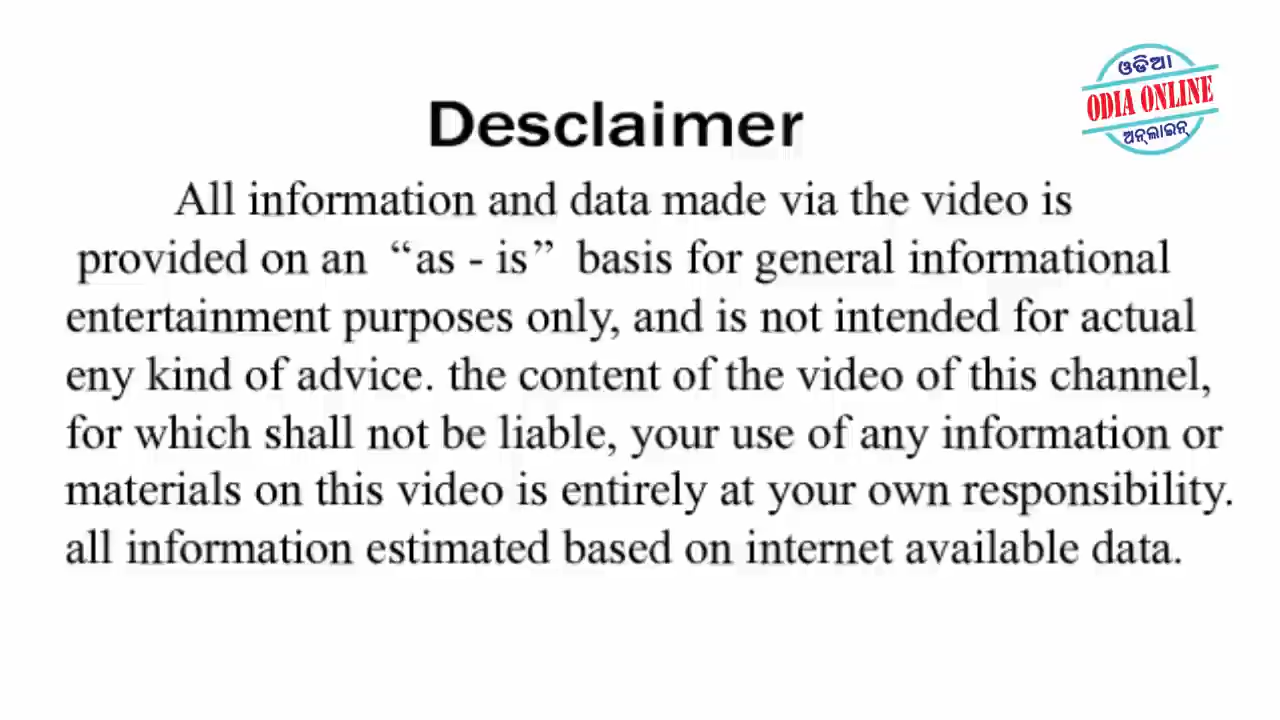 ଓଡିଆ
ODIA ONLINE
ଅନ୍‌ଲାଇନ୍
Desclaimer
All information and data made via the video is
provided on an “as - is” basis for general informational
entertainment purposes only, and is not intended for actual
eny kind of advice. the content of the video of this channel,
for which shall not be liable, your use of any information or
materials on this video is entirely at your own responsibility.
all information estimated based on internet available data.